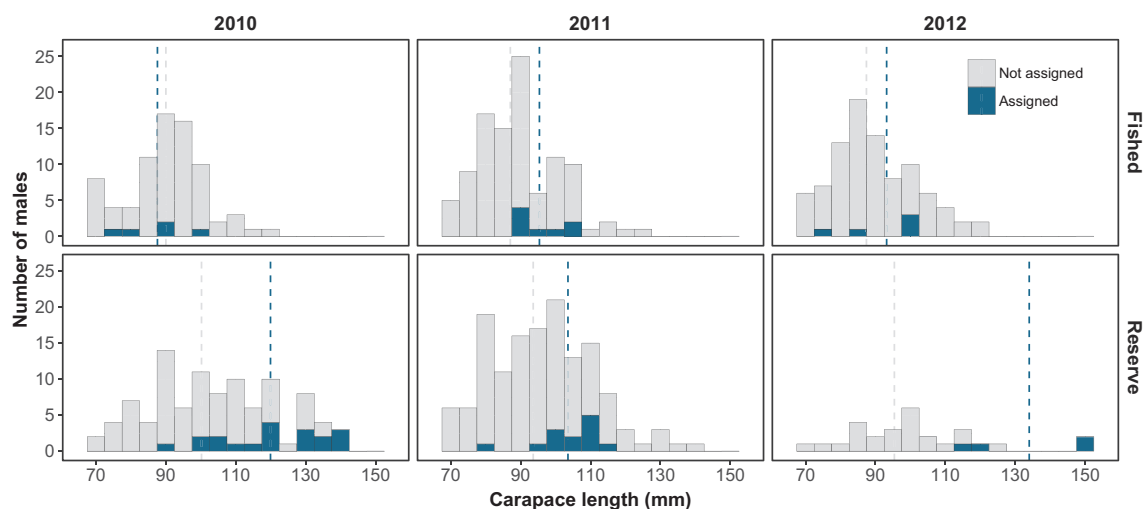 2010 2011 2012
25
20
15
10
5
0
Not assigned
Assigned
Fished
Number of males
25
20
15
10
5
0
Reserve
70 90 110 130 150 70 90 110 130 150 70 90 110 130 150
Carapace length (mm)